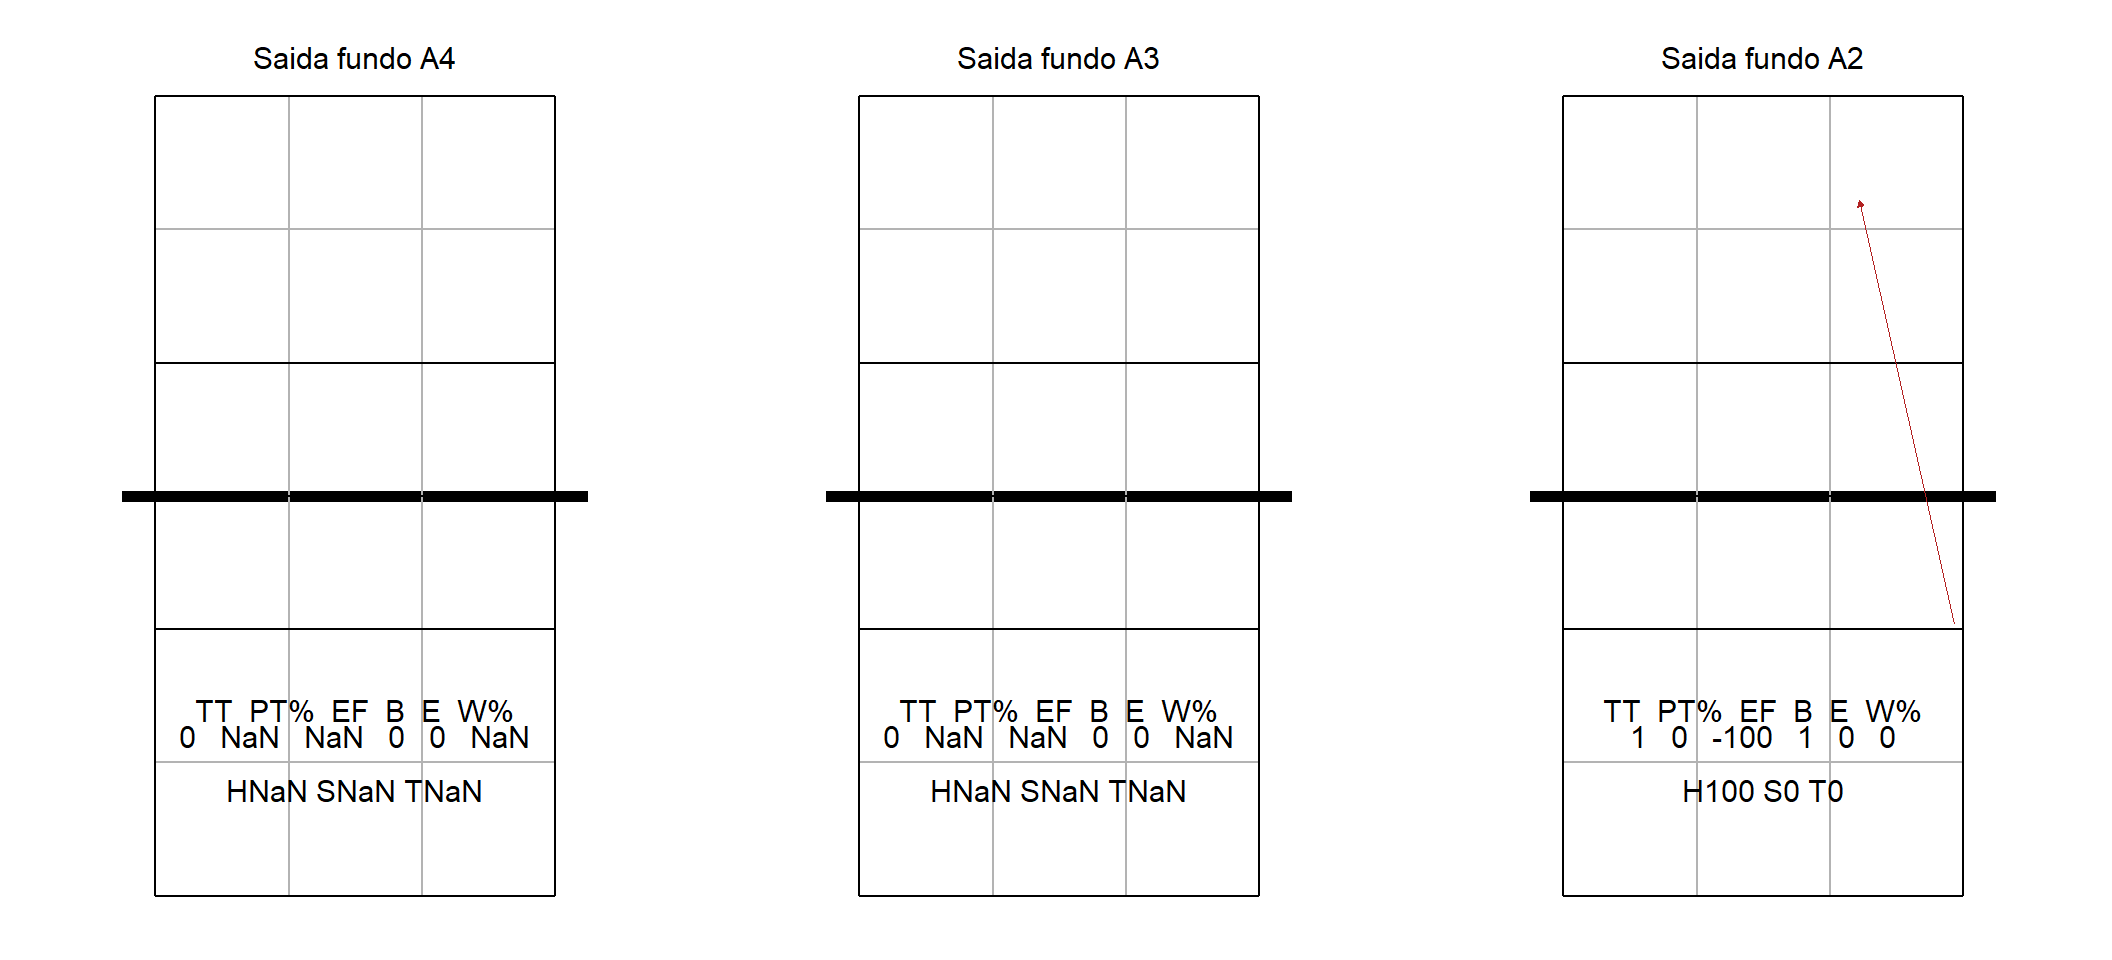 Saida fundo A4
TT PT% EF B E W%
0 NaN NaN 0 0 NaN
HNaN SNaN TNaN
Saida fundo A3
TT PT% EF B E W%
0 NaN NaN 0 0 NaN
HNaN SNaN TNaN
Saida fundo A2
TT PT% EF B E W%
1 0 -100 1 0 0
H100 S0 T0